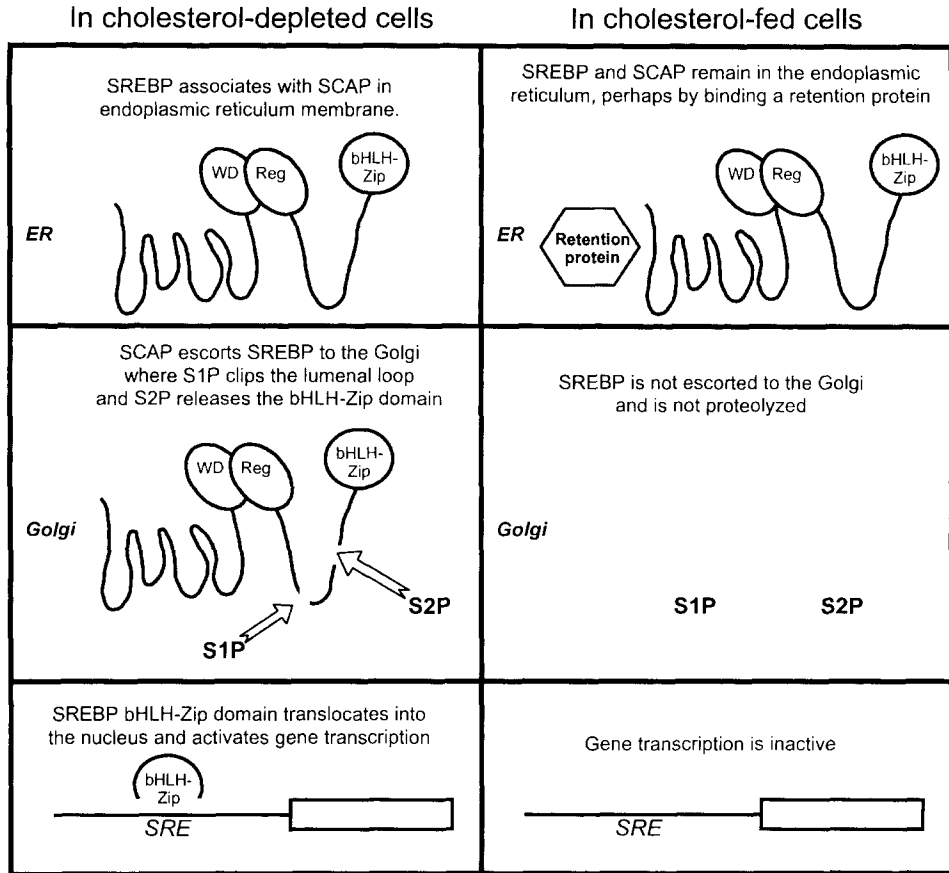 In cholesterol-depleted cells
In cholesterol-fed cells
SREBP associates with SCAP in
endoplasmic reticulum membrane.
WD
Reg
bHLH-
Zip
ER
SREBP and SCAP remain in the endoplasmic
reticulum, perhaps by binding a retention protein
WD
Reg
bHLH-
Zip
ER
Retention
protein
SCAP escorts SREBP to the Golgi
where S1P clips the lumenal loop
and S2P releases the bHLH-Zip domain
WD
Reg
bHLH-
Zip
Golgi
S2P
S1P
SREBP is not escorted to the Golgi
and is not proteolyzed
Golgi
S1P
S2P
SREBP bHLH-Zip domain translocates into
the nucleus and activates gene transcription
bHLH-
Zip
SRE
Gene transcription is inactive
SRE